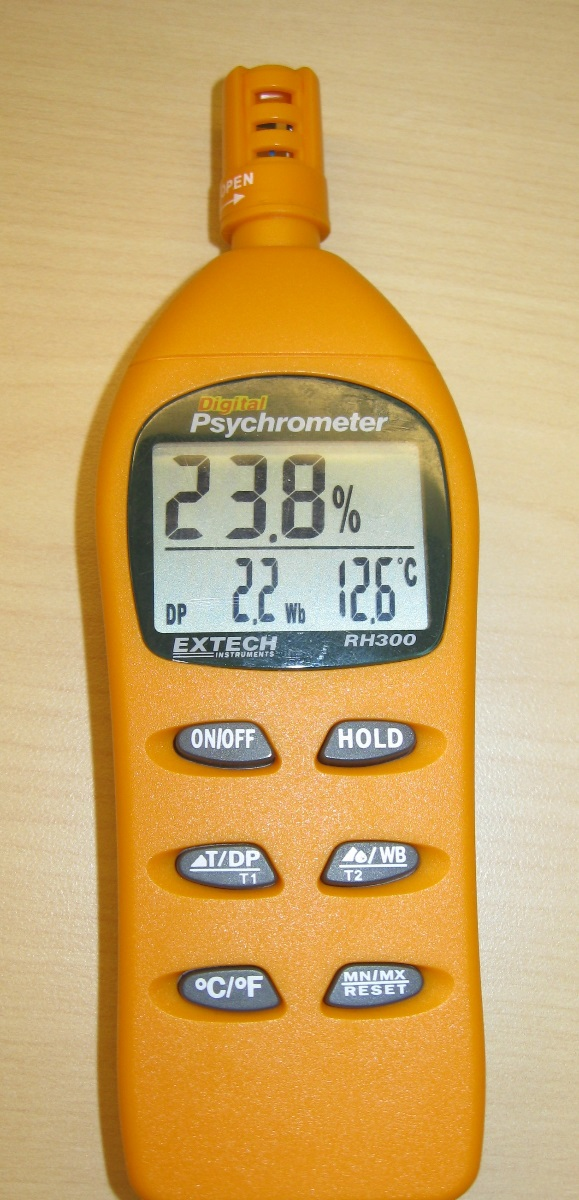 OPEN
Digital
Psychrometer
23.8%
DP 2.2 Wb 12.6°C
EXTECH RH300
INSTRUMENTS
ON/OFF HOLD
T/DP /WB
T1 T2
°C/°F MN/MX
RESET